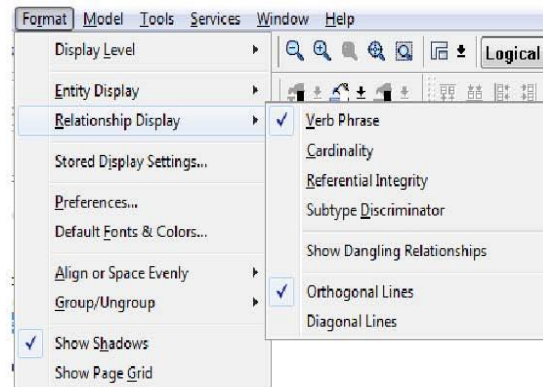 Format Model Tools Services Window Help
Display Level
Logical
Entity Display
Relationship Display
Verb Phrase
Cardinality
Stored Display Settings...
Referential Integrity
Preferences...
Subtype Discriminator
Default Fonts & Colors...
Show Dangling Relationships
Align or Space Evenly
Orthogonal Lines
Group/Ungroup
Diagonal Lines
Show Shadows
Show Page Grid